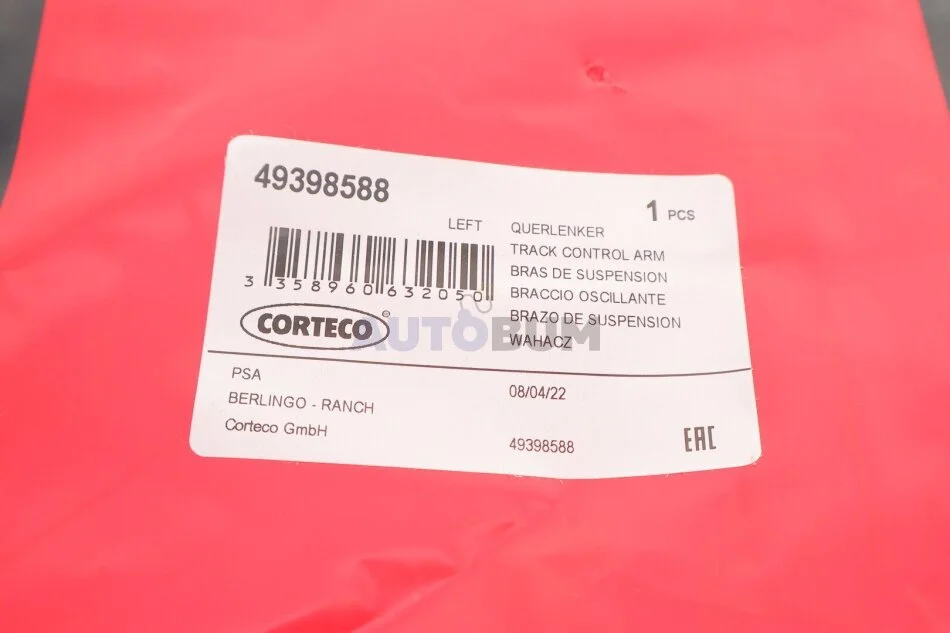 49398588
1 PCS
LEFT
QUERLENKER
TRACK CONTROL ARM
BRAS DE SUSPENSION
BRACCIO OSCILLANTE
BRAZO DE SUSPENSION
WAHACZ
3 358960 632050
CORTECO®
AUTOBUM
PSA
08/04/22
BERLINGO - RANCH
Corteco GmbH
49398588
EAC